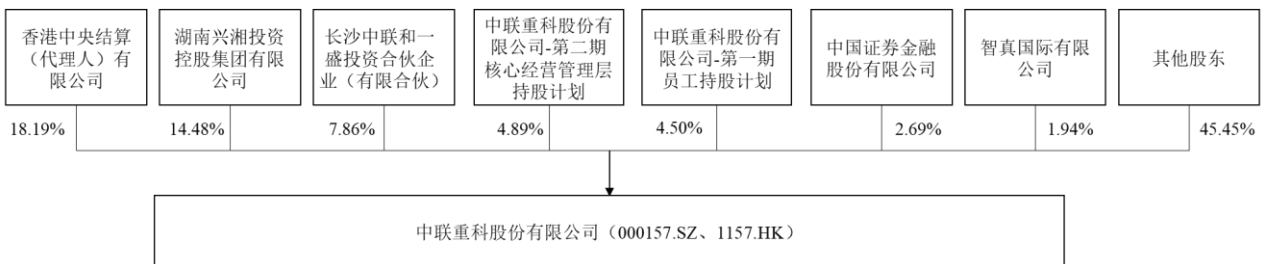 香港中央结算
（代理人）有
限公司
湖南兴湘投资
控股集团有限
公司
长沙中联和一
盛投资合伙企
业（有限合伙）
中联重科股份有
限公司-第二期
核心经营管理层
持股计划
中联重科股份有
限公司-第一期
员工持股计划
中国证券金融
股份有限公司
智真国际有限
公司
其他股东
18.19%
14.48%
7.86%
4.89%
4.50%
2.69%
1.94%
45.45%
中联重科股份有限公司（000157.SZ、1157.HK）